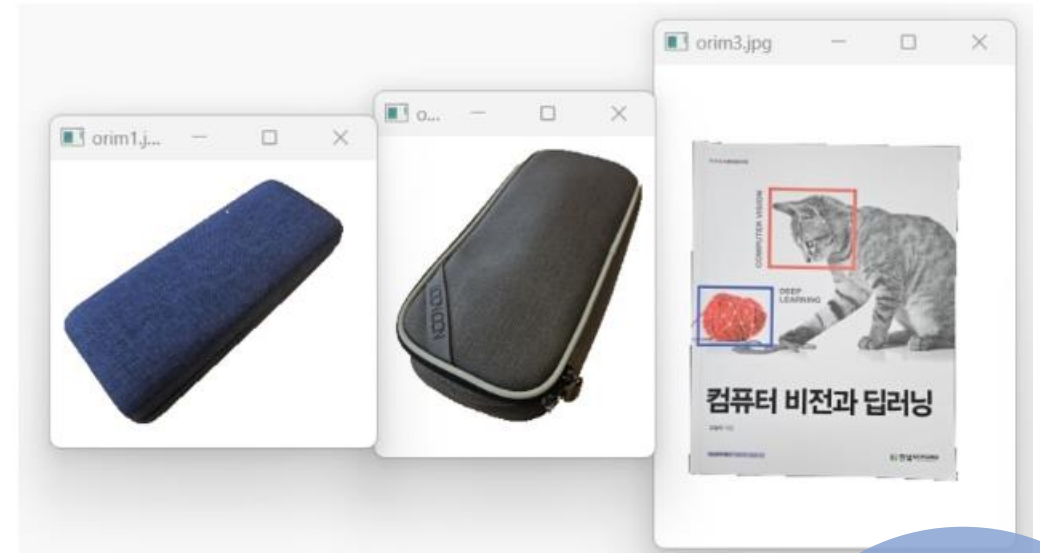 orim1.j...
o...
orim3.jpg
COMPUTER VISION
DEEP
LEARNING
컴퓨터 비전과 딥러닝